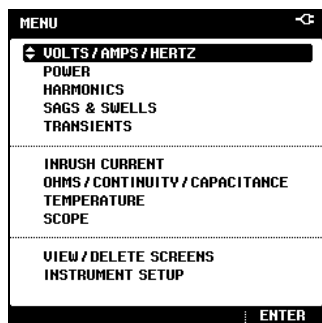 MENU
VOLTS/AMPS/HERTZ
POWER
HARMONICS
SAGS & SWELLS
TRANSIENTS
INRUSH CURRENT
OHMS/CONTINUITY/CAPACITANCE
TEMPERATURE
SCOPE
VIEW/DELETE SCREENS
INSTRUMENT SETUP
ENTER